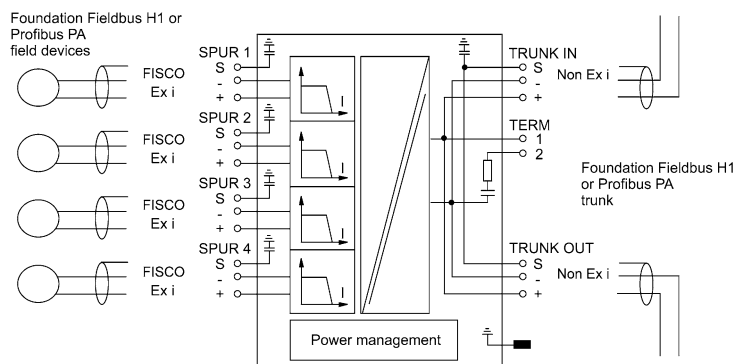 Foundation Fieldbus H1 or
Profibus PA
field devices
SPUR 1
S
-
+
FISCO
Ex i
SPUR 2
S
-
+
FISCO
Ex i
SPUR 3
S
-
+
FISCO
Ex i
SPUR 4
S
-
+
FISCO
Ex i
I
I
I
I
Power management
TRUNK IN
S
-
+
Non Ex i
TERM
1
2
Foundation Fieldbus H1
or Profibus PA
trunk
TRUNK OUT
S
-
+
Non Ex i